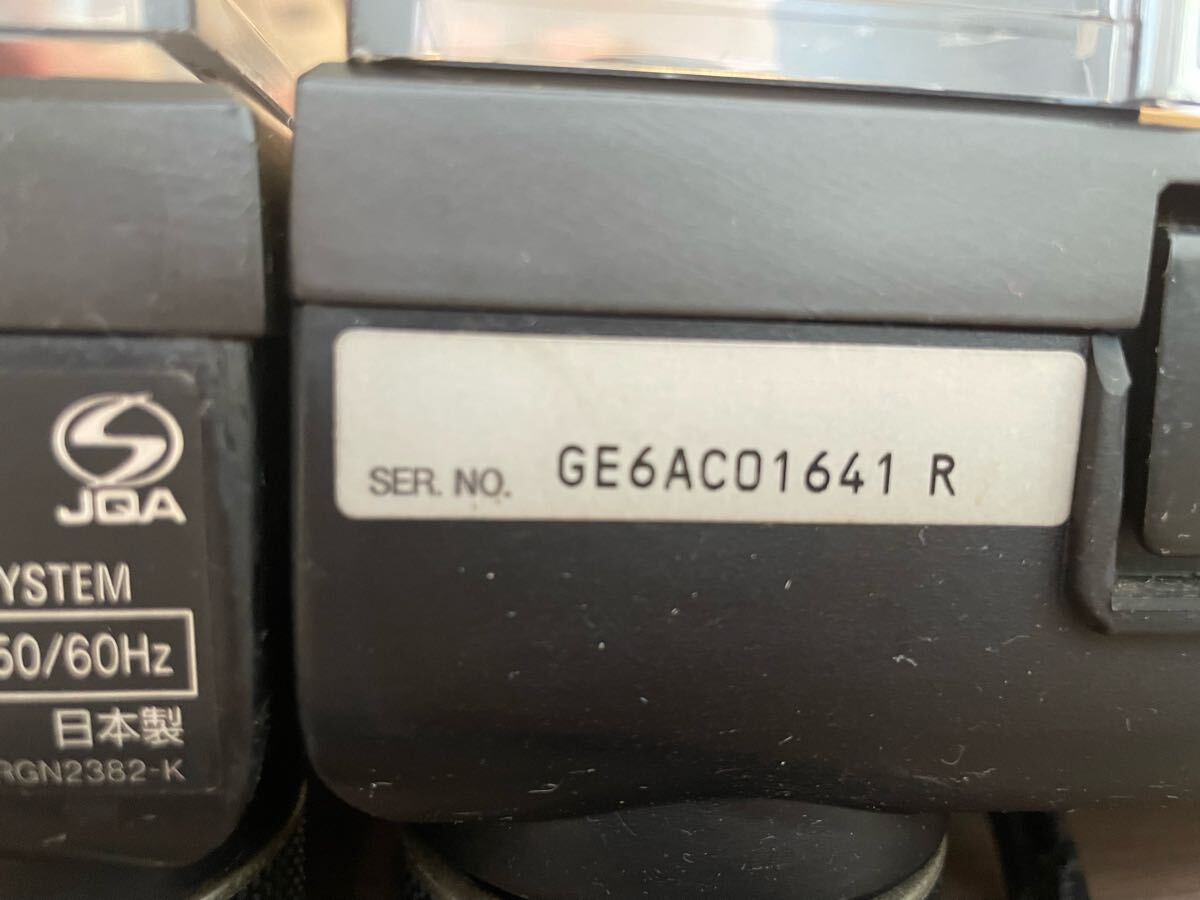 JQA
YSTEM
50/60Hz
日本製
RGN2382-K
SER. NO. GE6AC01641 R